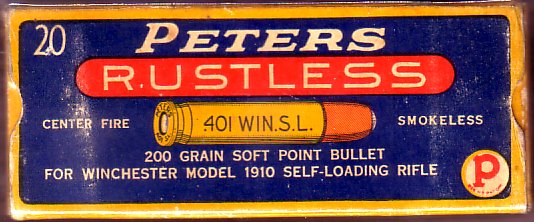 20
PETERS
RUSTLESS
CENTER FIRE
.401 WIN.S.L.
SMOKELESS
200 GRAIN SOFT POINT BULLET
FOR WINCHESTER MODEL 1910 SELF-LOADING RIFLE
P